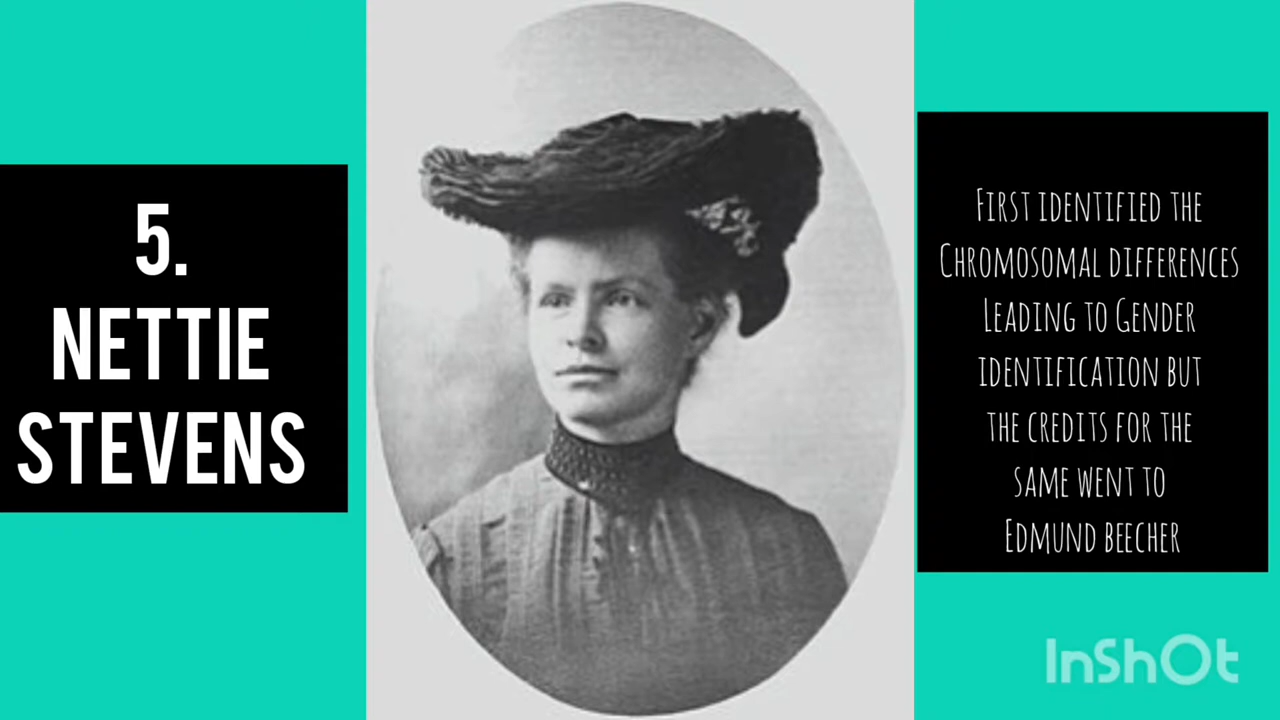 5.
NETTIE
STEVENS
FIRST IDENTIFIED THE
CHROMOSOMAL DIFFERENCES
LEADING TO GENDER
IDENTIFICATION BUT
THE CREDITS FOR THE
SAME WENT TO
EDMUND BEECHER
InShOt